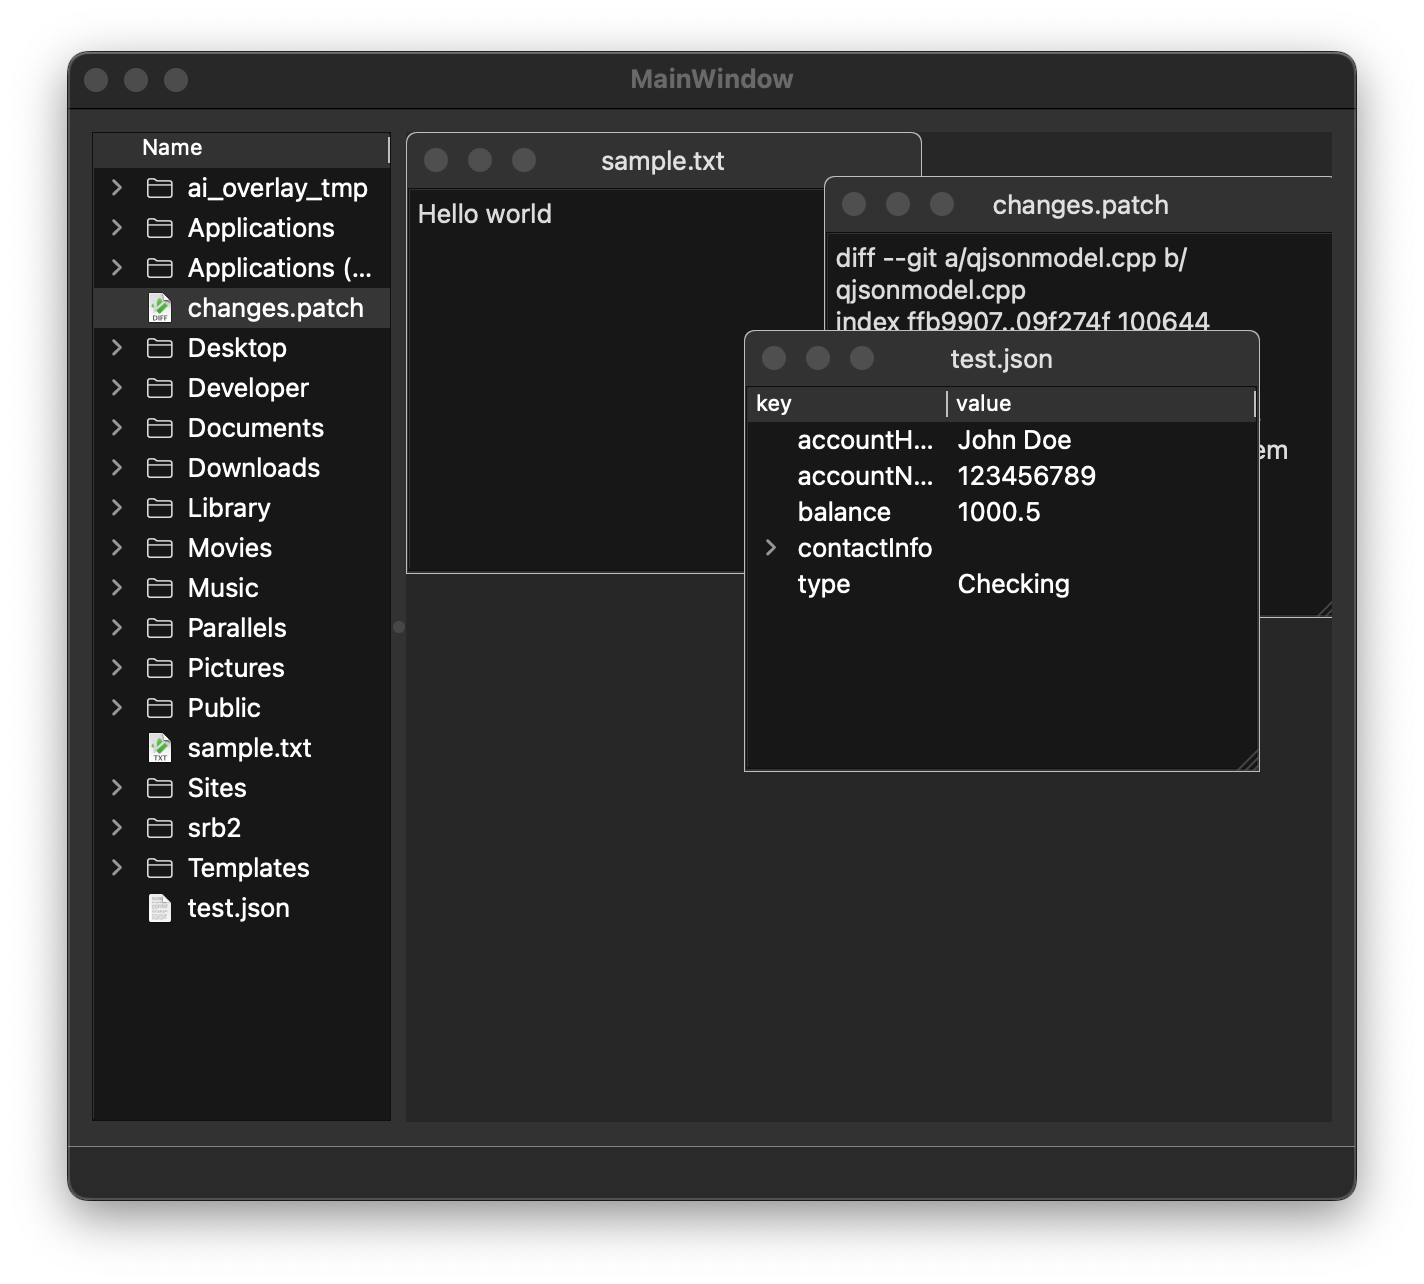 MainWindow
Name
ai_overlay_tmp
Applications
Applications (...
changes.patch
Desktop
Developer
Documents
Downloads
Library
Movies
Music
Parallels
Pictures
Public
sample.txt
Sites
srb2
Templates
test.json
sample.txt
Hello world
changes.patch
diff --git a/qjsonmodel.cpp b/
qjsonmodel.cpp
index ffb9907..09f274f 100644
em
test.json
key value
accountH... John Doe
accountN... 123456789
balance 1000.5
contactInfo
type Checking
DIFF
TXT